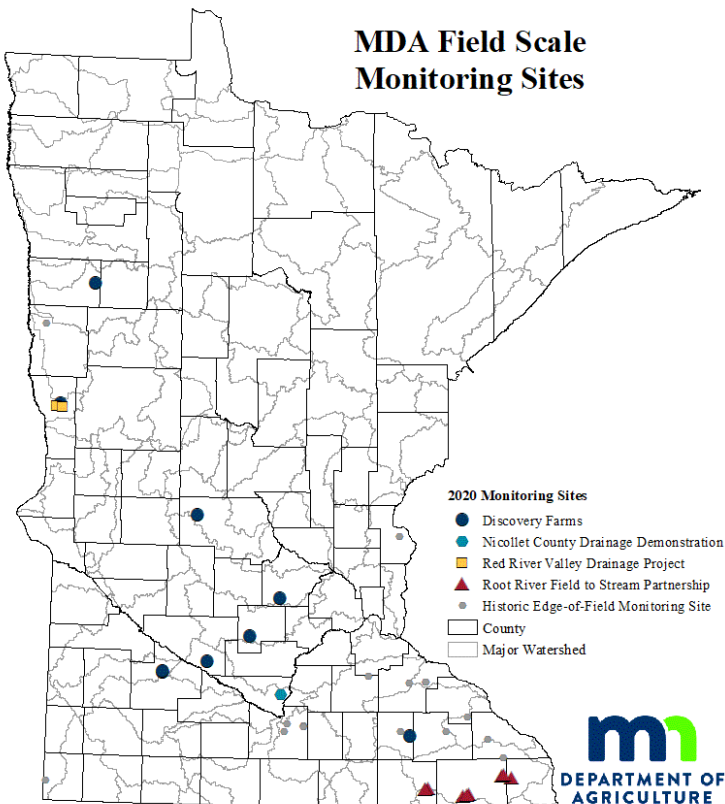 MDA Field Scale
Monitoring Sites
2020 Monitoring Sites
Discovery Farms
Nicollet County Drainage Demonstration
Red River Valley Drainage Project
Root River Field to Stream Partnership
Historic Edge-of-Field Monitoring Site
County
Major Watershed
DEPARTMENT OF
AGRICULTURE